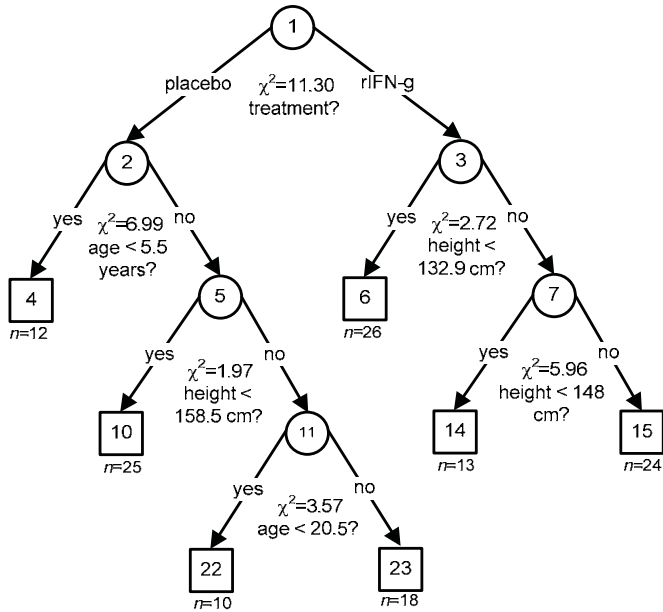 1
placebo
χ²=11.30
rIFN-g
treatment?
2
3
yes
χ²=6.99
no
age < 5.5
years?
yes
χ²=2.72
no
height <
132.9 cm?
4
n=12
5
6
n=26
7
yes
χ²=1.97
no
height <
158.5 cm?
yes
χ²=5.96
no
height < 148
cm?
10
n=25
11
14
n=13
15
n=24
yes
χ²=3.57
no
age < 20.5?
22
n=10
23
n=18